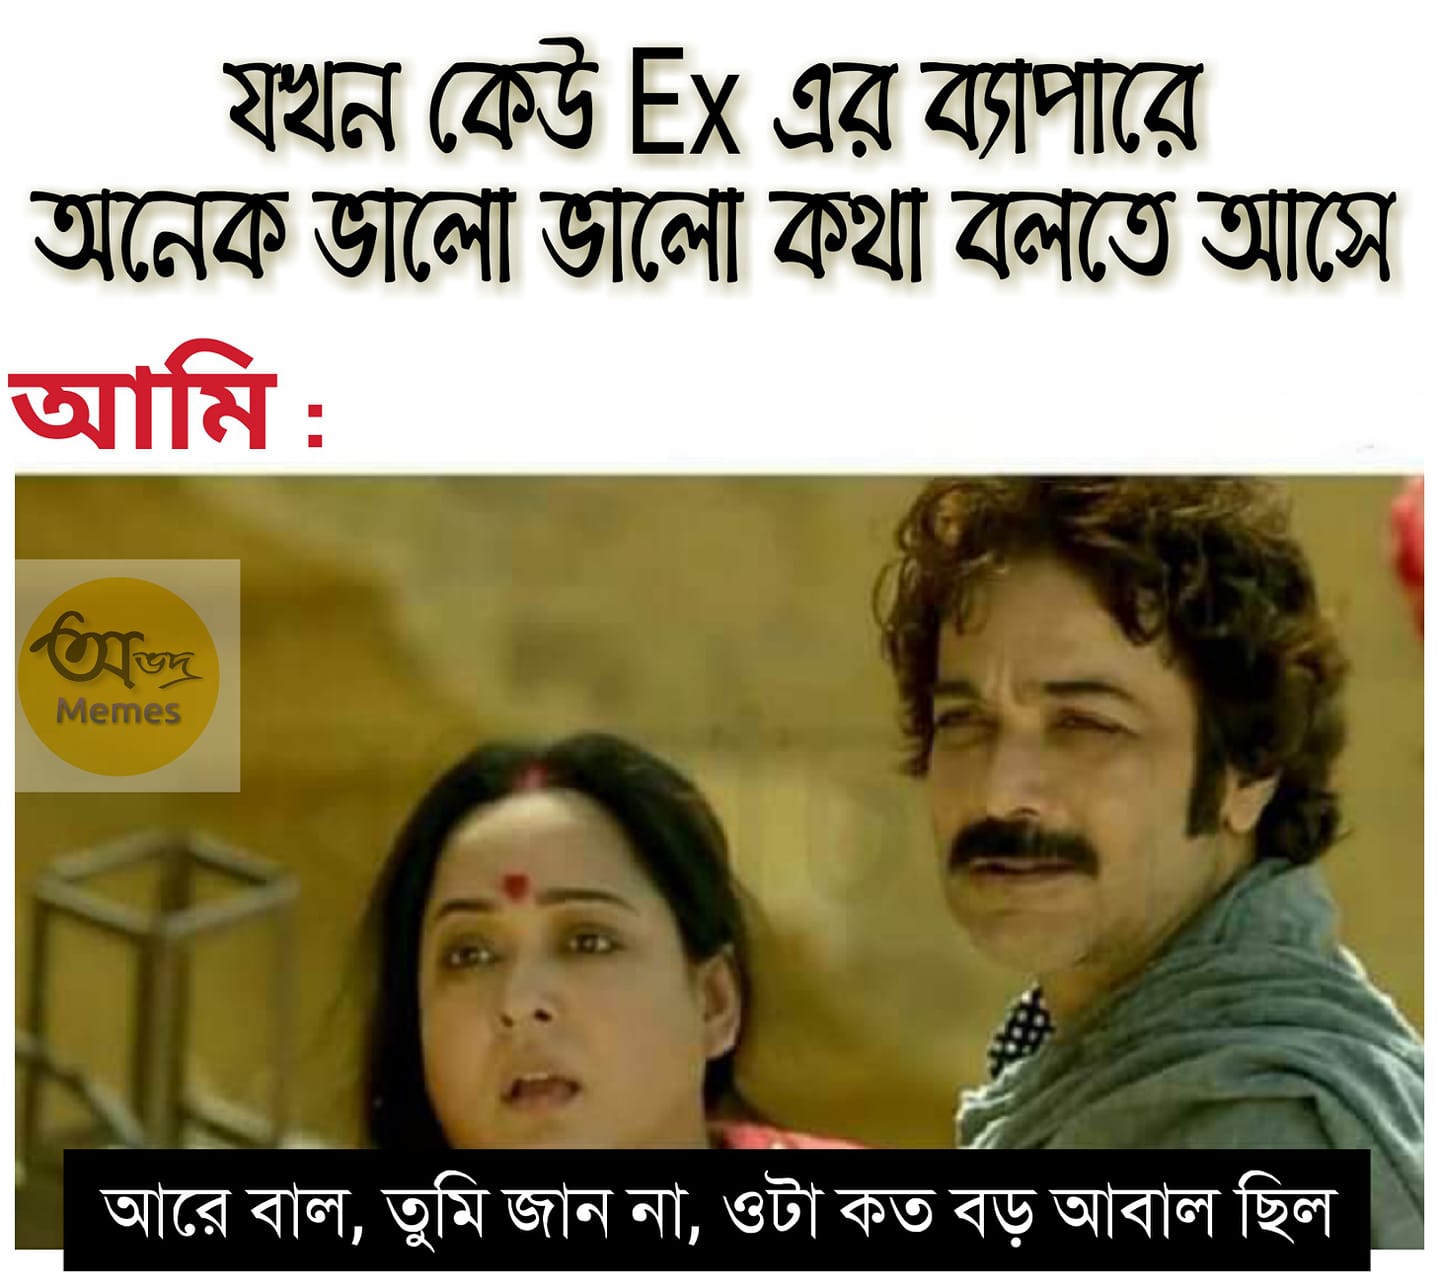 যখন কেউ Ex এর ব্যাপারে
অনেক ভালো ভালো কথা বলতে আসে
আমি :
অভদ্র
Memes
আরে বাল, তুমি জান না, ওটা কত বড় আবাল ছিল